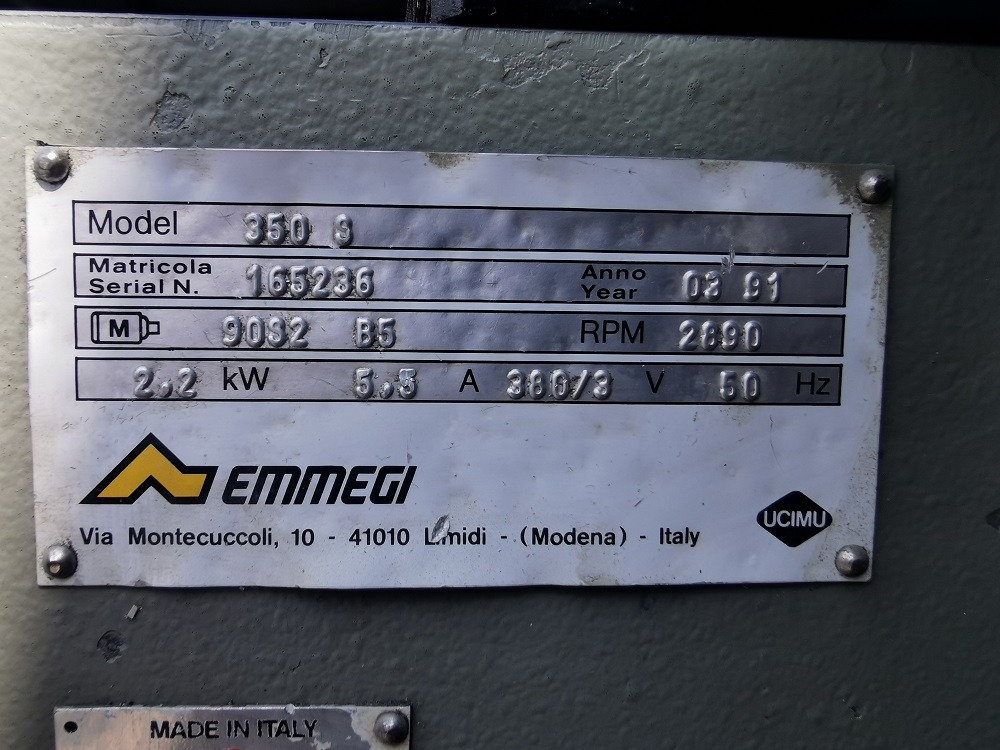 Model 350 S
Matricola
Serial N. 165236 Anno
Year 03 91
M 90S2 B5 RPM 2890
2.2 kW 5.5 A 380/3 V 50 Hz
EMMEGI
UCIMU
Via Montecuccoli, 10 - 41010 Limidi - (Modena) - Italy
MADE IN ITALY